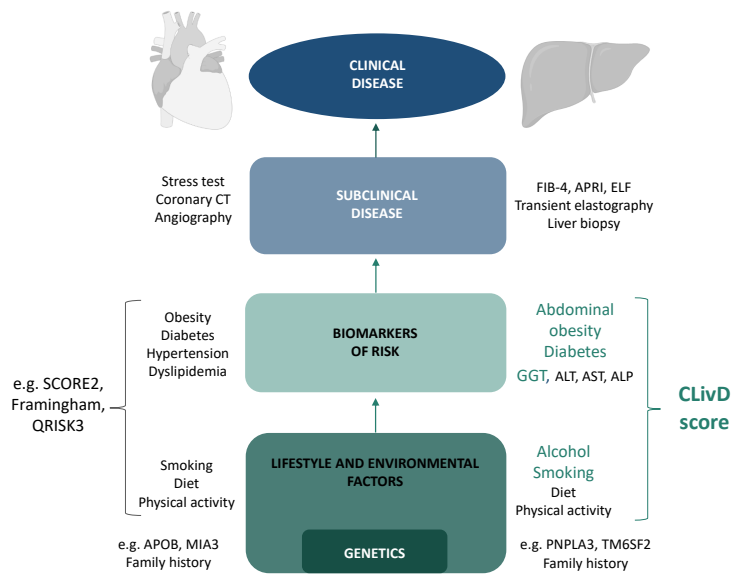 CLINICAL
DISEASE
Stress test
Coronary CT
Angiography
SUBCLINICAL
DISEASE
FIB-4, APRI, ELF
Transient elastography
Liver biopsy
e.g. SCORE2,
Framingham,
QRISK3
Obesity
Diabetes
Hypertension
Dyslipidemia
BIOMARKERS
OF RISK
Abdominal
obesity
Diabetes
GGT, ALT, AST, ALP
CLivD
score
Smoking
Diet
Physical activity
LIFESTYLE AND ENVIRONMENTAL
FACTORS
Alcohol
Smoking
Diet
Physical activity
e.g. APOB, MIA3
Family history
GENETICS
e.g. PNPLA3, TM6SF2
Family history